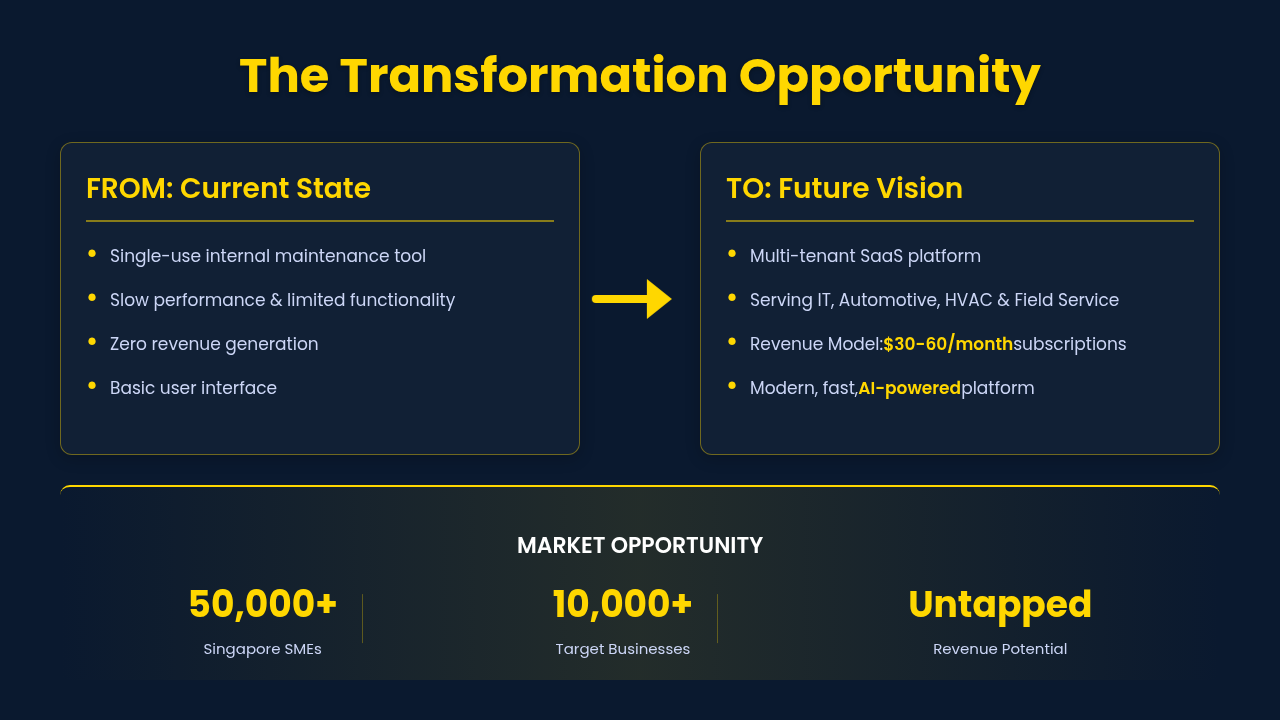 The Transformation Opportunity
FROM: Current State
Single-use internal maintenance tool
Slow performance & limited functionality
Zero revenue generation
Basic user interface
TO: Future Vision
Multi-tenant SaaS platform
Serving IT, Automotive, HVAC & Field Service
Revenue Model:$30-60/monthsubscriptions
Modern, fast,AI-poweredplatform
MARKET OPPORTUNITY
50,000+
Singapore SMEs
10,000+
Target Businesses
Untapped
Revenue Potential